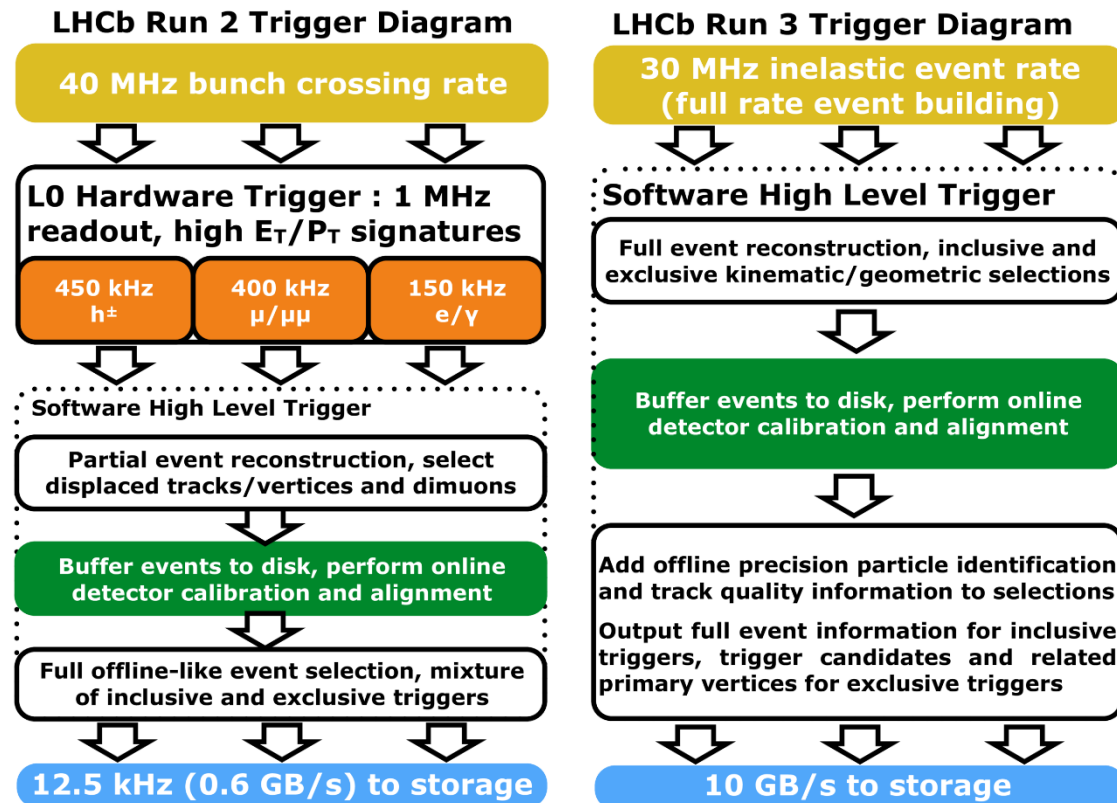 LHCb Run 2 Trigger Diagram
40 MHz bunch crossing rate
L0 Hardware Trigger : 1 MHz
readout, high Eᴛ/Pᴛ signatures
450 kHz
h±
400 kHz
µ/µµ
150 kHz
e/γ
Software High Level Trigger
Partial event reconstruction, select
displaced tracks/vertices and dimuons
Buffer events to disk, perform online
detector calibration and alignment
Full offline-like event selection, mixture
of inclusive and exclusive triggers
12.5 kHz (0.6 GB/s) to storage
LHCb Run 3 Trigger Diagram
30 MHz inelastic event rate
(full rate event building)
Software High Level Trigger
Full event reconstruction, inclusive and
exclusive kinematic/geometric selections
Buffer events to disk, perform online
detector calibration and alignment
Add offline precision particle identification
and track quality information to selections
Output full event information for inclusive
triggers, trigger candidates and related
primary vertices for exclusive triggers
10 GB/s to storage